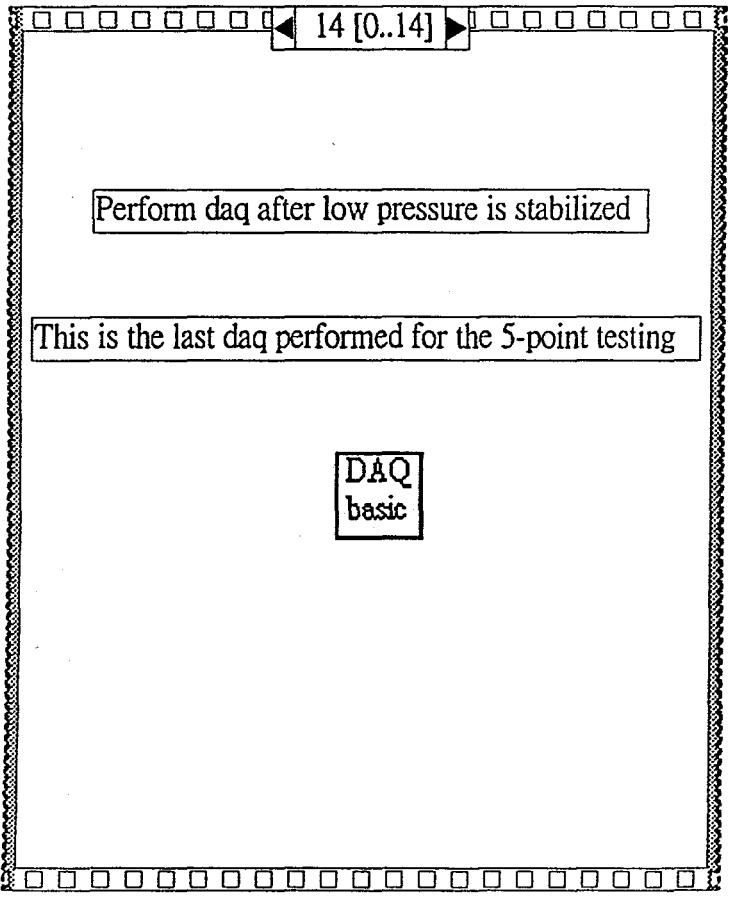 14 [0..14]
Perform daq after low pressure is stabilized
This is the last daq performed for the 5-point testing
DAQ
basic